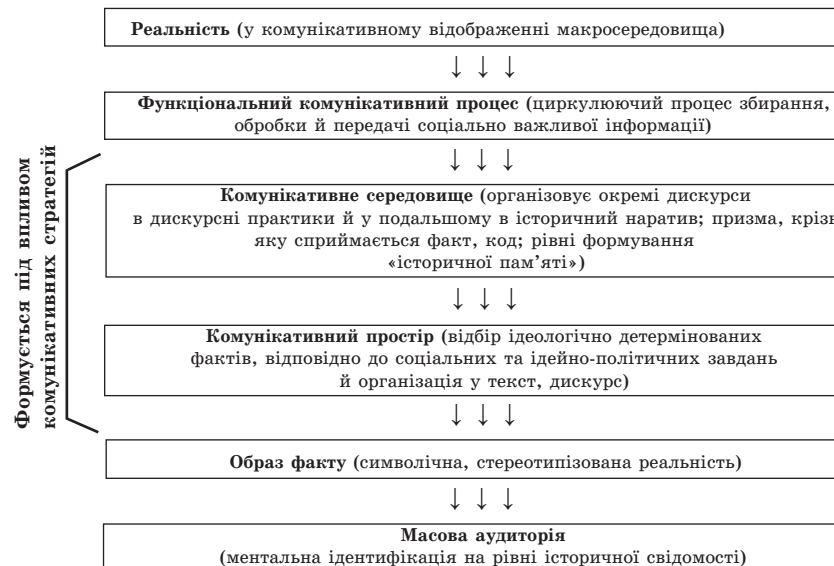 Реальність (у комунікативному відображенні макросередовища)
↓ ↓ ↓
Функціональний комунікативний процес (циркулюючий процес збирання,
обробки й передачі соціально важливої інформації)
↓ ↓ ↓
Формується під впливом
комунікативних стратегій
Комунікативне середовище (організовує окремі дискурси
в дискурсні практики й у подальшому в історичний наратив; призма, крізь
яку сприймається факт, код; рівні формування
«історичної пам’яті»)
↓ ↓ ↓
Комунікативний простір (відбір ідеологічно детермінованих
фактів, відповідно до соціальних та ідейно-політичних завдань
й організація у текст, дискурс)
↓ ↓ ↓
Образ факту (символічна, стереотипізована реальність)
↓ ↓ ↓
Масова аудиторія
(ментальна ідентифікація на рівні історичної свідомості)